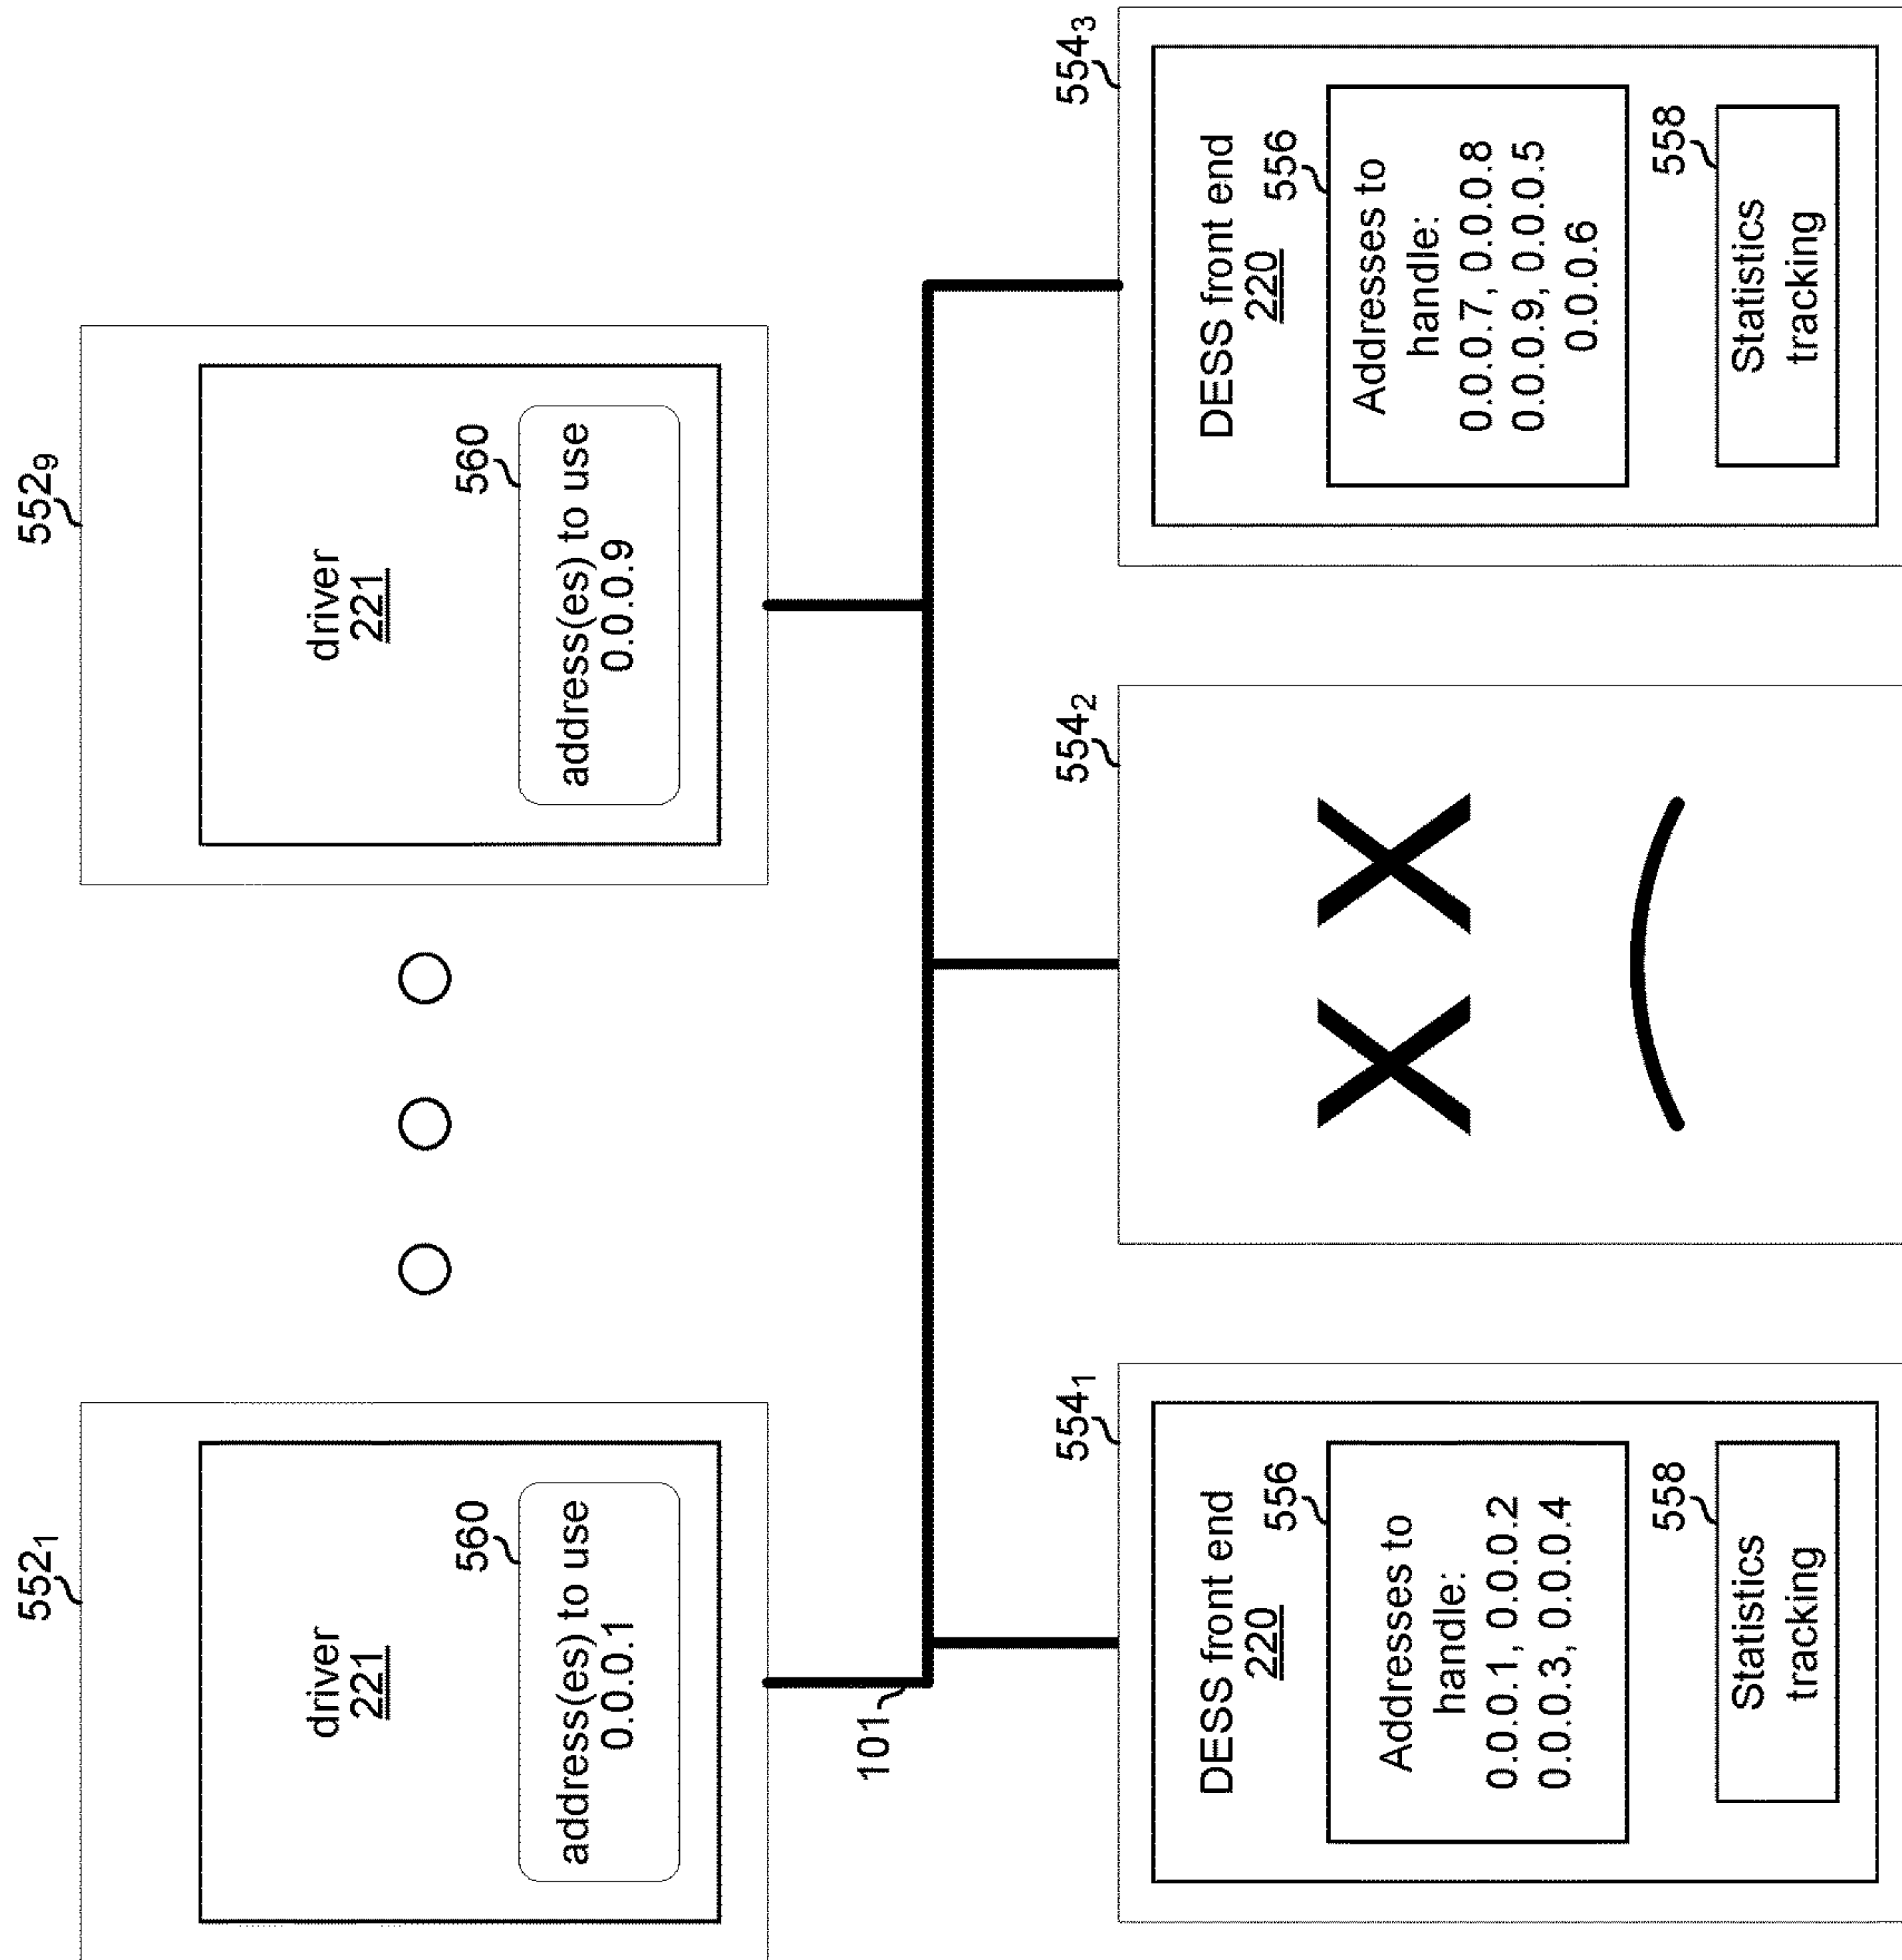 552₁
driver
221
560
address(es) to use
0.0.0.1
552₉
driver
221
560
address(es) to use
0.0.0.9
101
554₁
DESS front end
220
556
Addresses to
handle:
0.0.0.1, 0.0.0.2
0.0.0.3, 0.0.0.4
558
Statistics
tracking
554₂
X X
554₃
DESS front end
220
556
Addresses to
handle:
0.0.0.7, 0.0.0.8
0.0.0.9, 0.0.0.5
0.0.0.6
558
Statistics
tracking